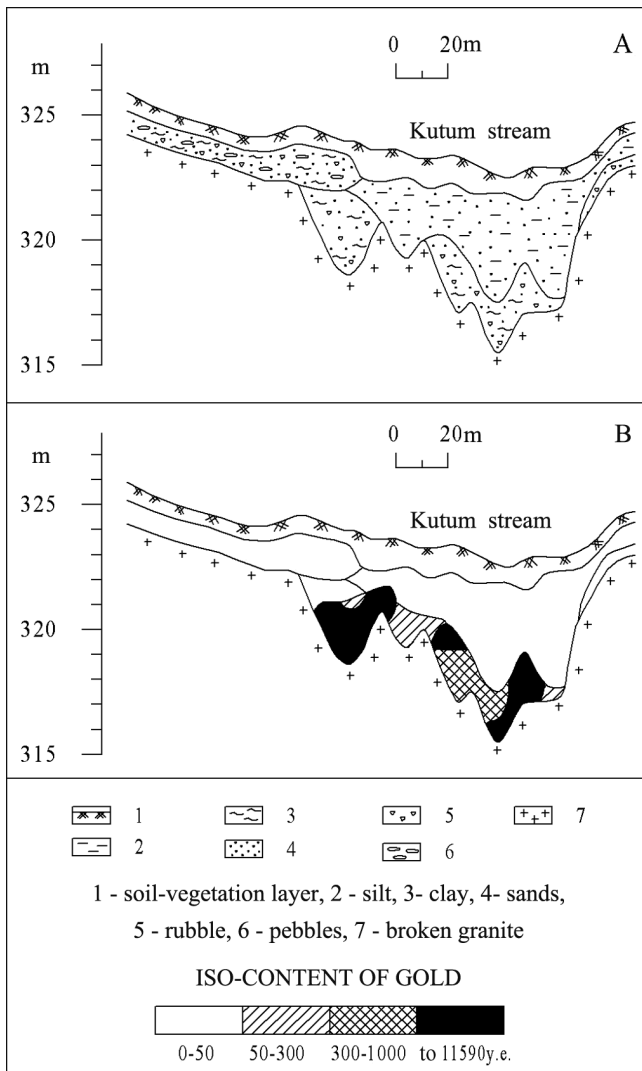 0 20m A
m
325
Kutum stream
320
315
0 20m B
m
325
Kutum stream
320
315
1 3 5 7
2 4 6
1 - soil-vegetation layer, 2 - silt, 3- clay, 4- sands,
5 - rubble, 6 - pebbles, 7 - broken granite
ISO-CONTENT OF GOLD
0-50 50-300 300-1000 to 11590y.e.